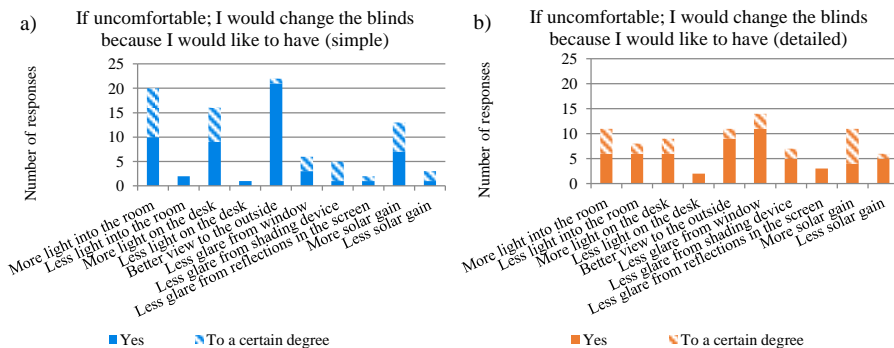 a)
If uncomfortable; I would change the blinds
because I would like to have (simple)
Number of responses
25
20
15
10
5
0
More light into the room
Less light into the room
More light on the desk
Less light on the desk
Better view to the outside
Less glare from window
Less glare from shading device
Less glare from reflections in the screen
More solar gain
Less solar gain
Yes
To a certain degree
b)
If uncomfortable; I would change the blinds
because I would like to have (detailed)
Number of responses
25
20
15
10
5
0
More light into the room
Less light into the room
More light on the desk
Less light on the desk
Better view to the outside
Less glare from window
Less glare from shading device
Less glare from reflections in the screen
More solar gain
Less solar gain
Yes
To a certain degree